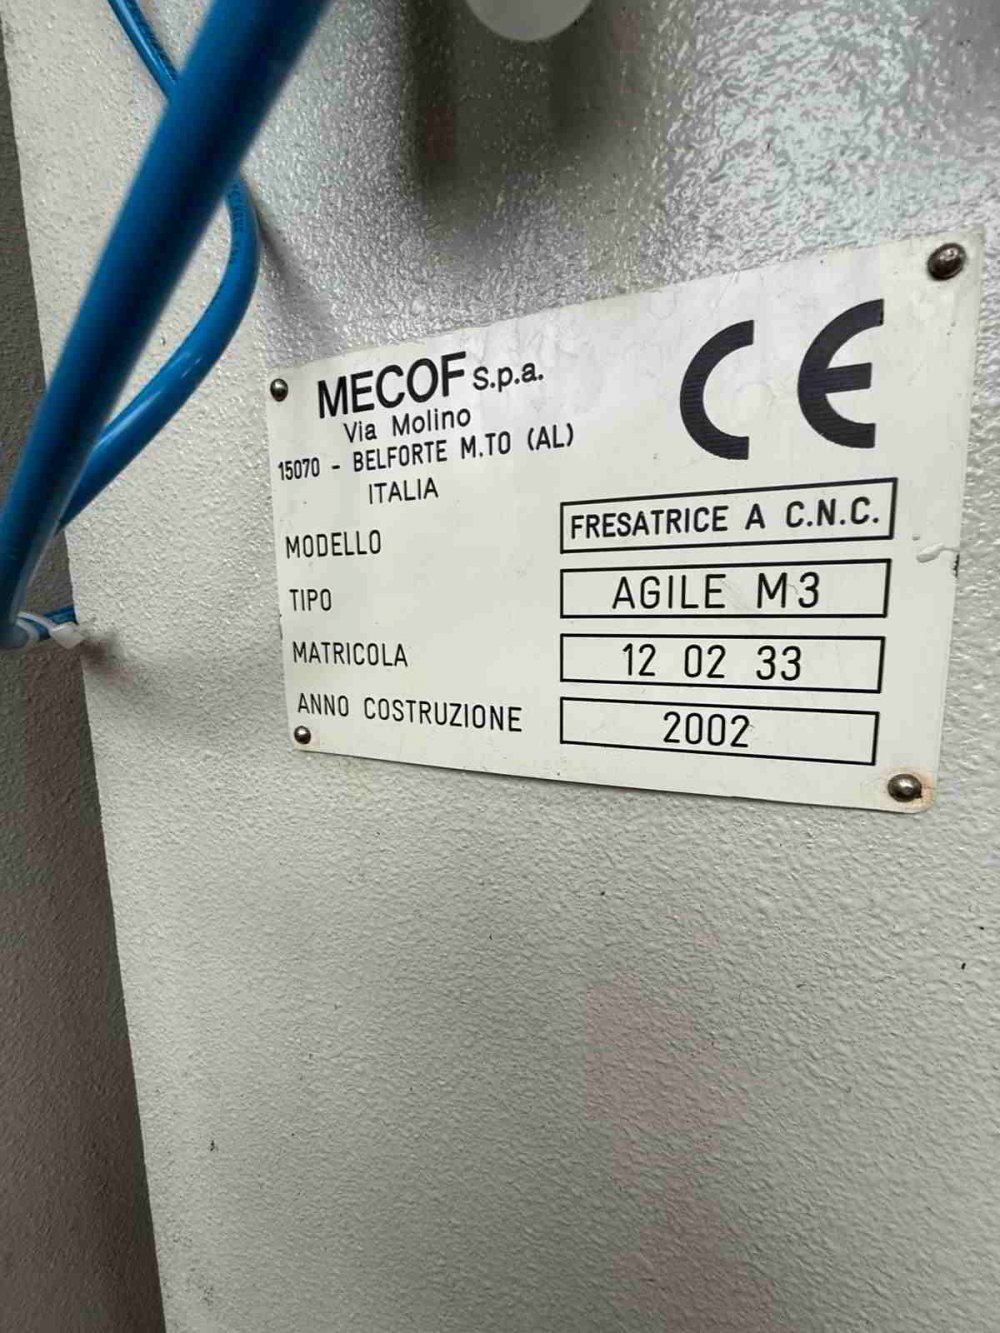 MECOF s.p.a.
Via Molino
15070 - BELFORTE M.TO (AL)
ITALIA
CE
MODELLO FRESATRICE A C.N.C.
TIPO AGILE M3
MATRICOLA 12 02 33
ANNO COSTRUZIONE 2002